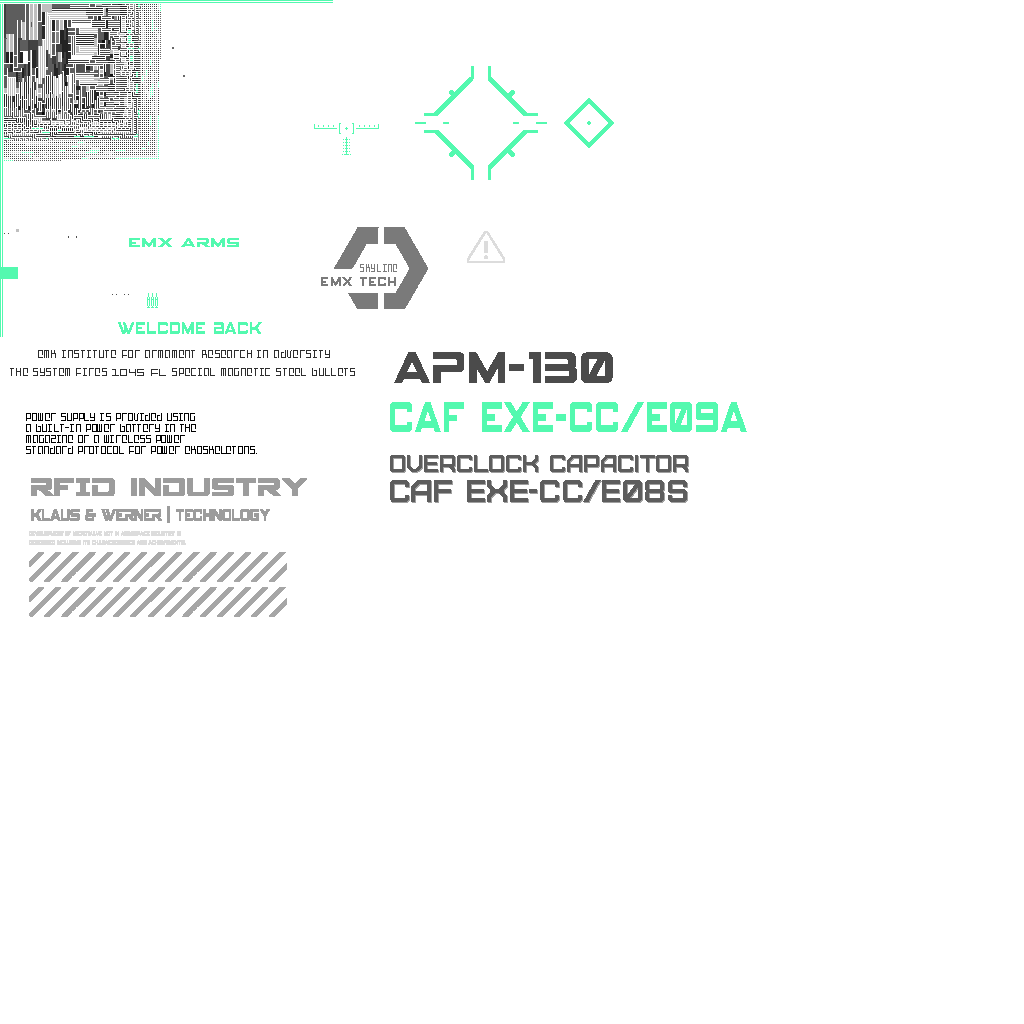 EMX ARMS
SKYLINE
EMX TECH
WELCOME BACK
EMX INSTITUTE FOR ARMAMENT RESEARCH IN ADVERSITY
THE SYSTEM FIRES 1045 FL SPECIAL MAGNETIC STEEL BULLETS
APM-130
CAF EXE-CC/E09A
POWER SUPPLY IS PROVIDED USING
A BUILT-IN POWER BATTERY IN THE
MAGAZINE OR A WIRELESS POWER
STANDARD PROTOCOL FOR POWER EXOSKELETONS.
OVERCLOCK CAPACITOR
CAF EXE-CC/E08S
RFID INDUSTRY
KLAUS & WERNER | TECHNOLOGY